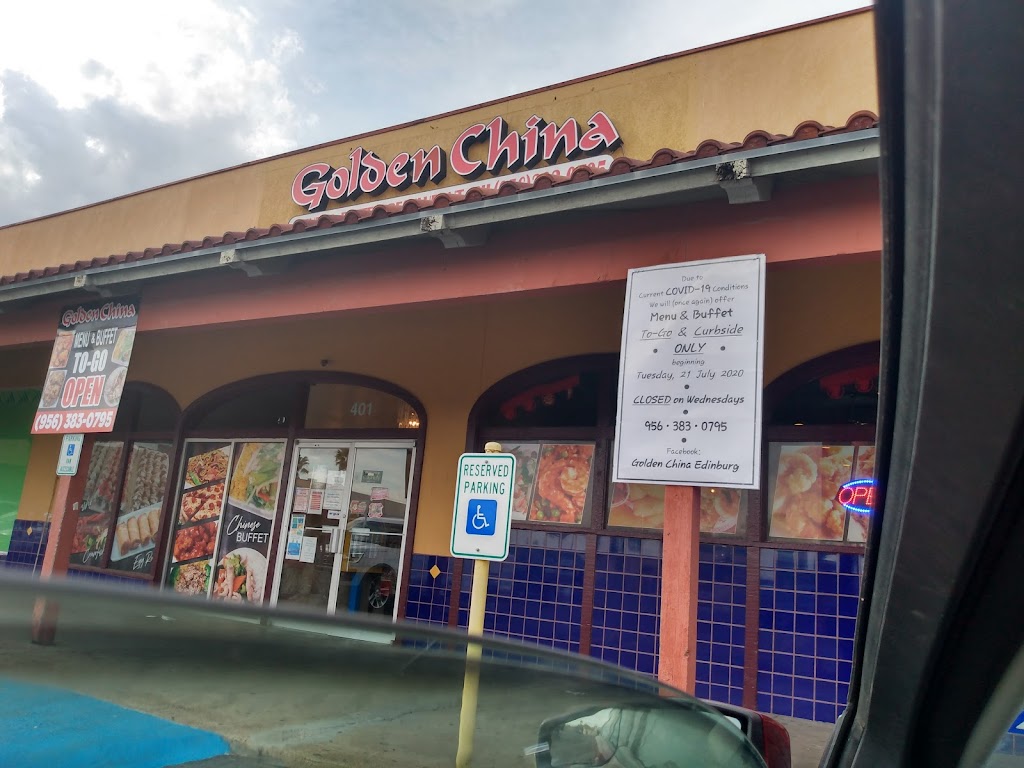 Golden China
Golden China
MENU & BUFFET
TO-GO
OPEN
(956) 383-0795
PARKING
401
Chinese
BUFFET
RESERVED
PARKING
Due to
Current COVID-19 Conditions
We will (once again) offer
Menu & Buffet
To-Go & Curbside
• ONLY •
beginning
Tuesday, 21 July 2020
•
CLOSED on Wednesdays
•
956 • 383 • 0795
•
Facebook:
Golden China Edinburg
OPE